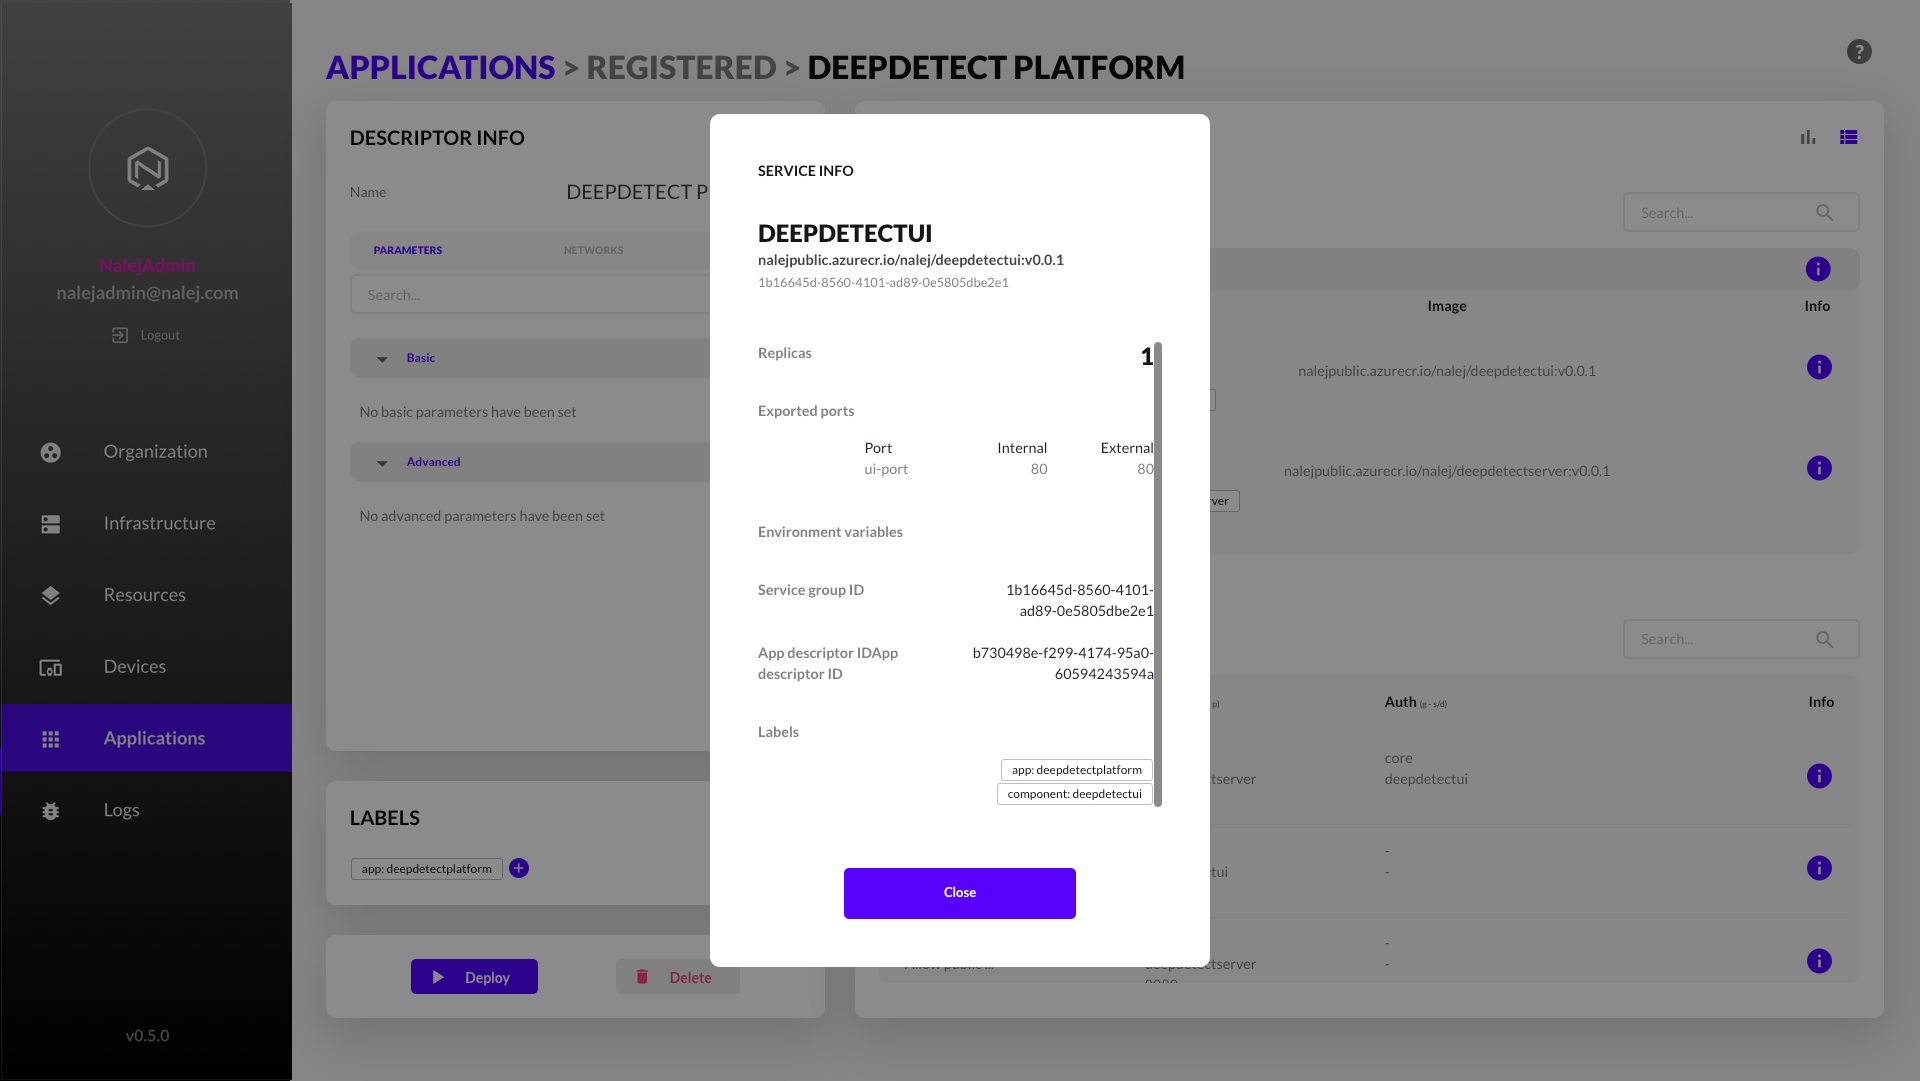 NalejAdmin
nalejadmin@nalej.com
Logout
Organization
Infrastructure
Resources
Devices
Applications
Logs
v0.5.0
APPLICATIONS > REGISTERED > DEEPDETECT PLATFORM
?
DESCRIPTOR INFO
Name DEEPDETECT P
PARAMETERS NETWORKS
Search...
Basic
No basic parameters have been set
Advanced
No advanced parameters have been set
LABELS
app: deepdetectplatform
Deploy Delete
SERVICE INFO
DEEPDETECTUI
nalejpublic.azurecr.io/nalej/deepdetectui:v0.0.1
1b16645d-8560-4101-ad89-0e5805dbe2e1
Replicas 1
Exported ports
Port Internal External
ui-port 80 80
Environment variables
Service group ID 1b16645d-8560-4101-
ad89-0e5805dbe2e1
App descriptor IDApp b730498e-f299-4174-95a0-
descriptor ID 60594243594a
Labels
app: deepdetectplatform
component: deepdetectui
Close
Search...
Image Info
nalejpublic.azurecr.io/nalej/deepdetectui:v0.0.1
nalejpublic.azurecr.io/nalej/deepdetectserver:v0.0.1
rver
Search...
p) Auth (g - s/d) Info
core
ctserver deepdetectui
-
tui -
-
deepdetectserver -